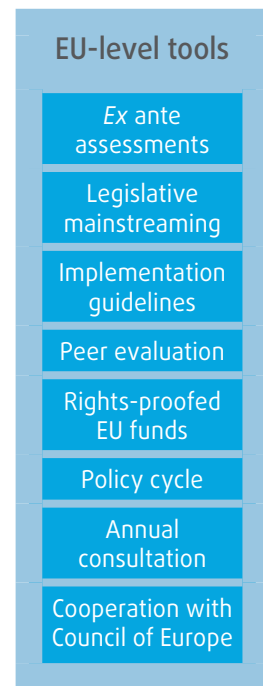 EU-level tools
Ex ante
assessments
Legislative
mainstreaming
Implementation
guidelines
Peer evaluation
Rights-proofed
EU funds
Policy cycle
Annual
consultation
Cooperation with
Council of Europe